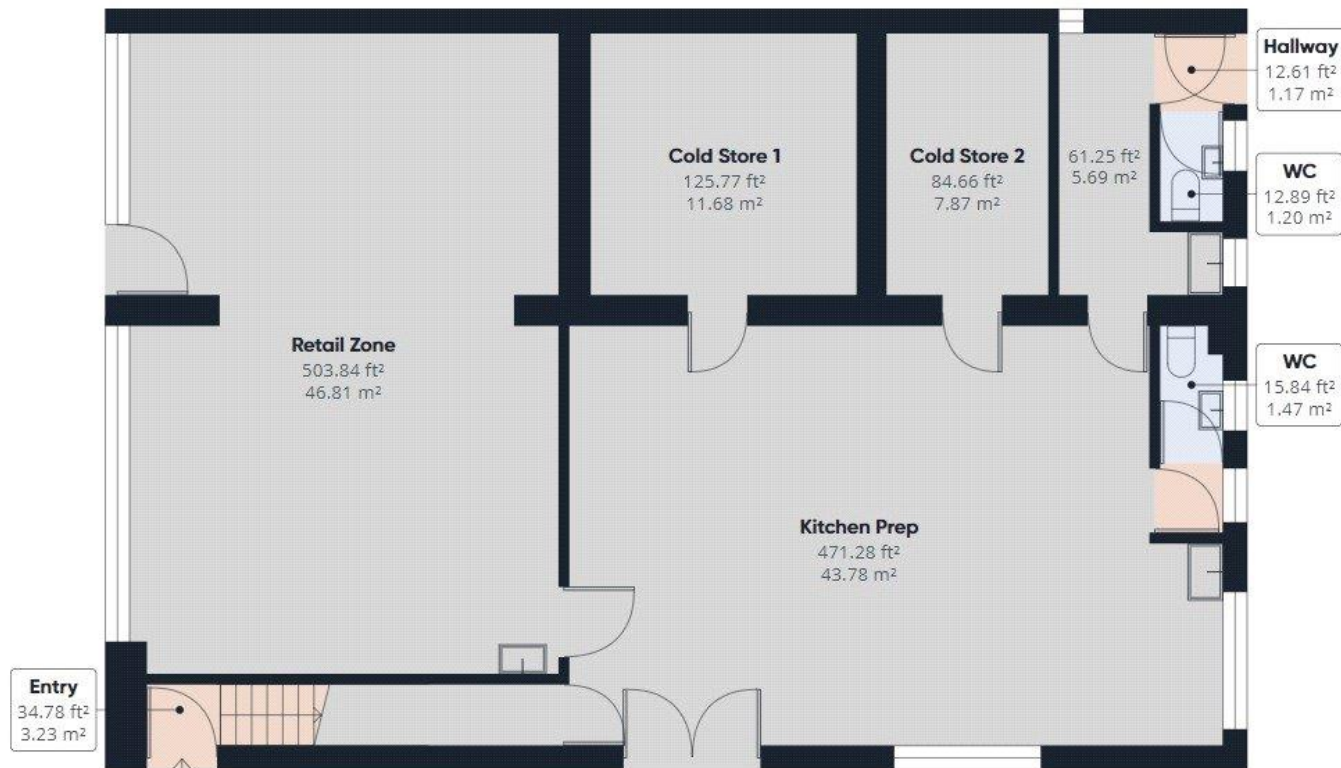 Hallway
12.61 ft²
1.17 m²
Cold Store 1
125.77 ft²
11.68 m²
Cold Store 2
84.66 ft²
7.87 m²
61.25 ft²
5.69 m²
WC
12.89 ft²
1.20 m²
Retail Zone
503.84 ft²
46.81 m²
WC
15.84 ft²
1.47 m²
Kitchen Prep
471.28 ft²
43.78 m²
Entry
34.78 ft²
3.23 m²